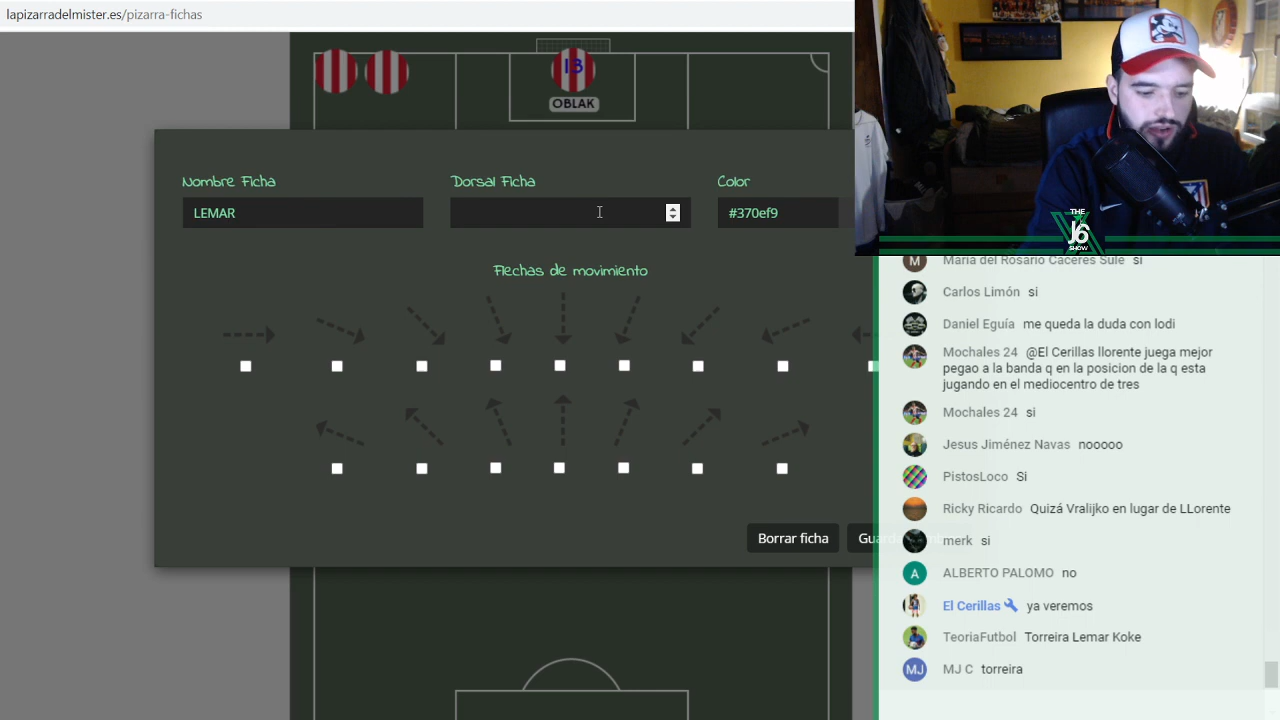 lapizarradelmister.es/pizarra-fichas
13
OBLAK
Nombre Ficha
Dorsal Ficha
Color
LEMAR
#370ef9
Flechas de movimiento
Borrar ficha
THE
J6
SHOW
M
María del Rosario Cáceres Sule si
Carlos Limón si
Daniel Eguía me queda la duda con lodi
Mochales 24 @El Cerillas llorente juega mejor
pegao a la banda q en la posicion de la q esta
jugando en el mediocentro de tres
Mochales 24 si
Jesus Jiménez Navas nooooo
PistosLoco Si
Ricky Ricardo Quizá Vralijko en lugar de LLorente
merk si
A ALBERTO PALOMO no
El Cerillas ya veremos
TeoriaFutbol Torreira Lemar Koke
MJ MJ C torreira